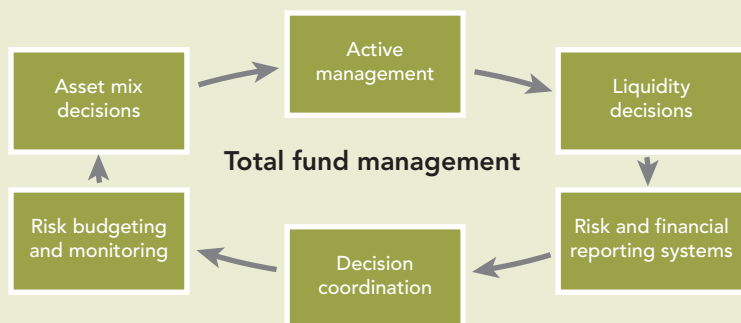 Active
management
Asset mix
decisions
Liquidity
decisions
Total fund management
Risk budgeting
and monitoring
Risk and financial
reporting systems
Decision
coordination